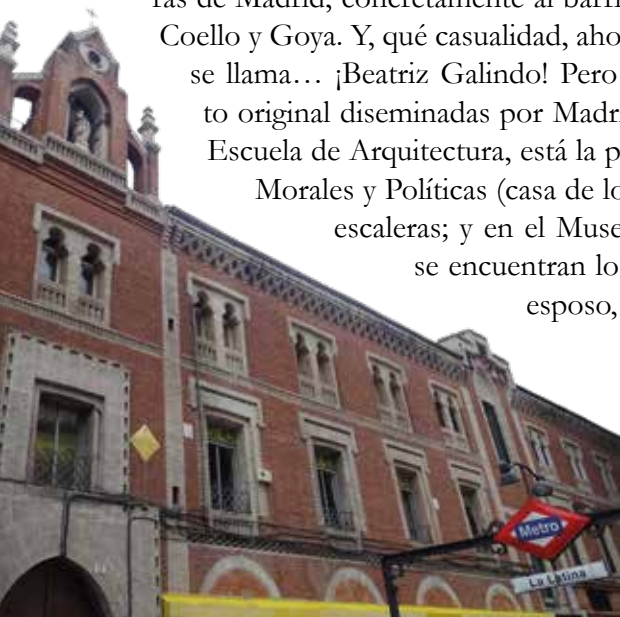 ras de Madrid, concretamente al barri
Coello y Goya. Y, qué casualidad, aho
se llama… ¡Beatriz Galindo! Pero
to original diseminadas por Madri
Escuela de Arquitectura, está la p
Morales y Políticas (casa de lo
escaleras; y en el Muse
se encuentran lo
esposo,
Metro
La Latina